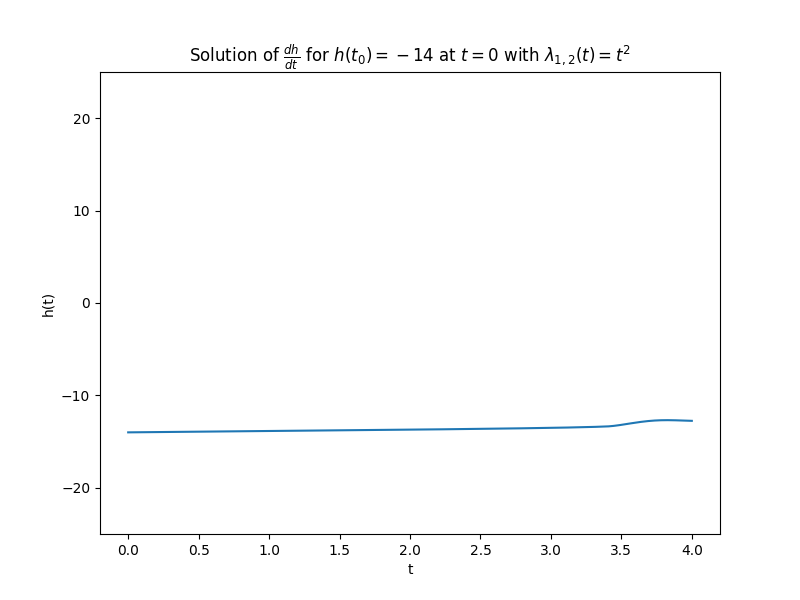 Solution of dh/dt for h(t₀) = −14 at t = 0 with λ₁,₂(t) = t²
20
10
0
−10
−20
h(t)
0.0 0.5 1.0 1.5 2.0 2.5 3.0 3.5 4.0
t